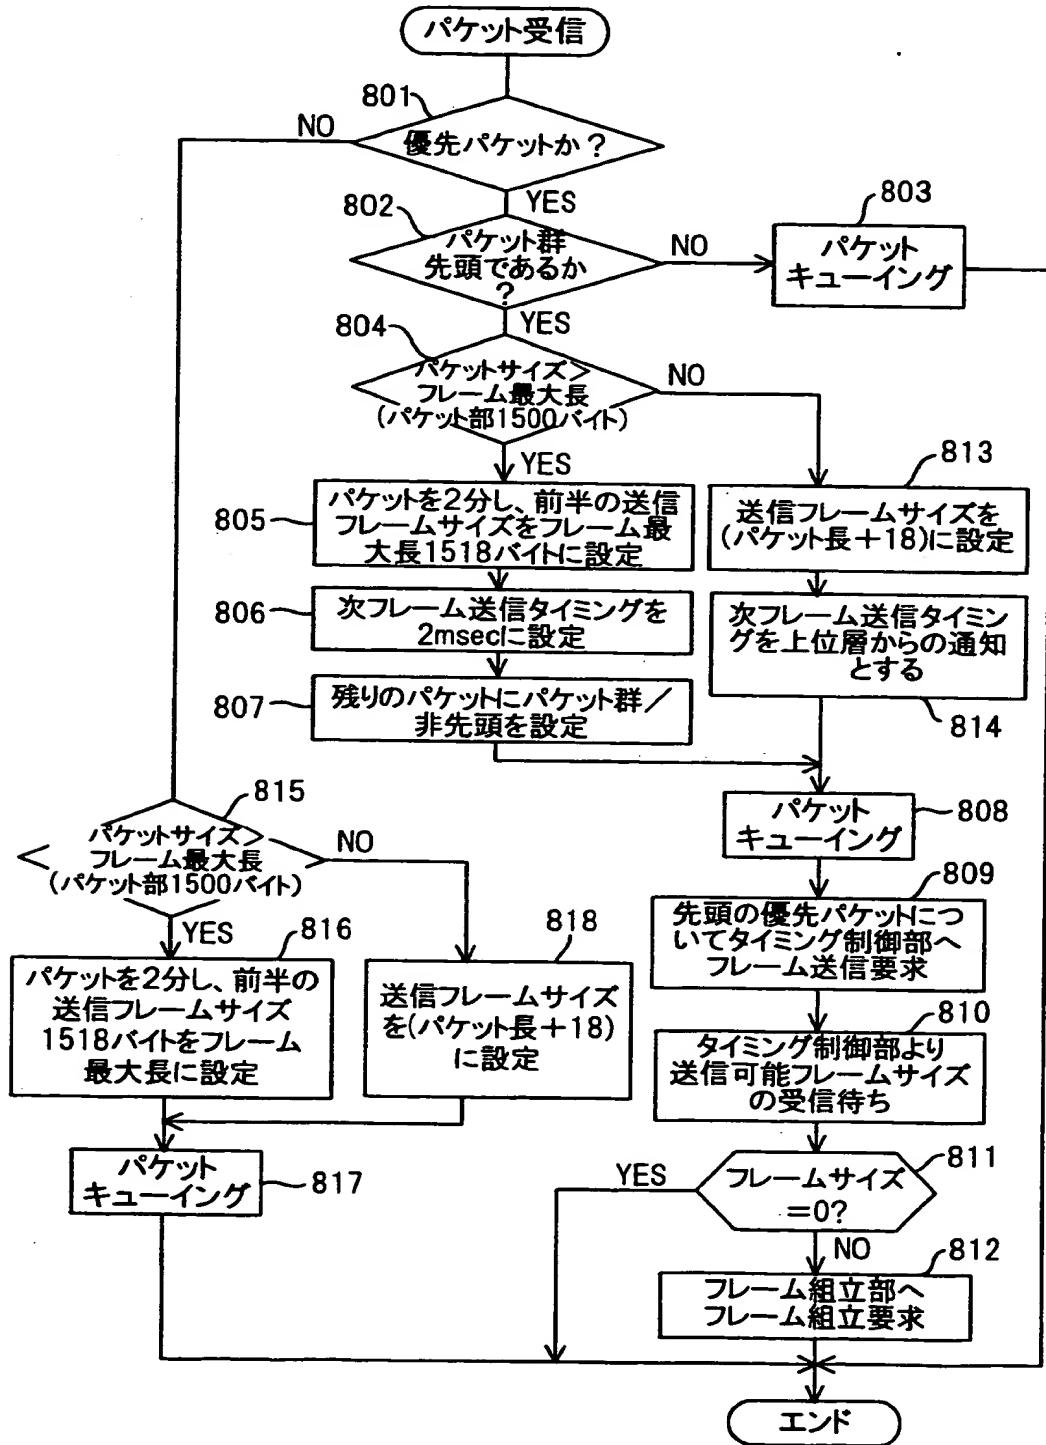 パケット受信
801
NO
優先パケットか？
YES
802
パケット群
先頭であるか
？
NO
803
パケット
キューイング
YES
804
パケットサイズ＞
フレーム最大長
(パケット部1500バイト)
NO
YES
805
パケットを2分し、前半の送信
フレームサイズをフレーム最
大長1518バイトに設定
813
送信フレームサイズを
(パケット長＋18)に設定
806
次フレーム送信タイミングを
2msecに設定
次フレーム送信タイミン
グを上位層からの通知
とする
814
807
残りのパケットにパケット群／
非先頭を設定
815
パケットサイズ＞
フレーム最大長
(パケット部1500バイト)
NO
YES
パケット
キューイング
808
809
先頭の優先パケットにつ
いてタイミング制御部へ
フレーム送信要求
816
パケットを2分し、前半の
送信フレームサイズ
1518バイトをフレーム
最大長に設定
818
送信フレームサイズ
を(パケット長＋18)
に設定
810
タイミング制御部より
送信可能フレームサイズ
の受信待ち
パケット
キューイング
817
YES
811
フレームサイズ
＝0?
NO
812
フレーム組立部へ
フレーム組立要求
エンド